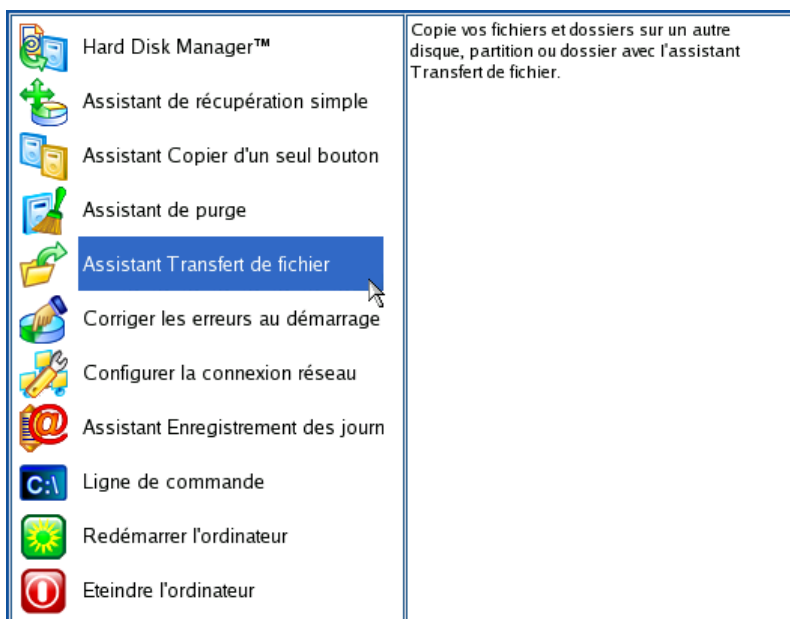 Hard Disk Manager™
Assistant de récupération simple
Assistant Copier d'un seul bouton
Assistant de purge
Assistant Transfert de fichier
Corriger les erreurs au démarrage
Configurer la connexion réseau
Assistant Enregistrement des journ
C:\
Ligne de commande
Redémarrer l'ordinateur
Eteindre l'ordinateur
Copie vos fichiers et dossiers sur un autre
disque, partition ou dossier avec l'assistant
Transfert de fichier.